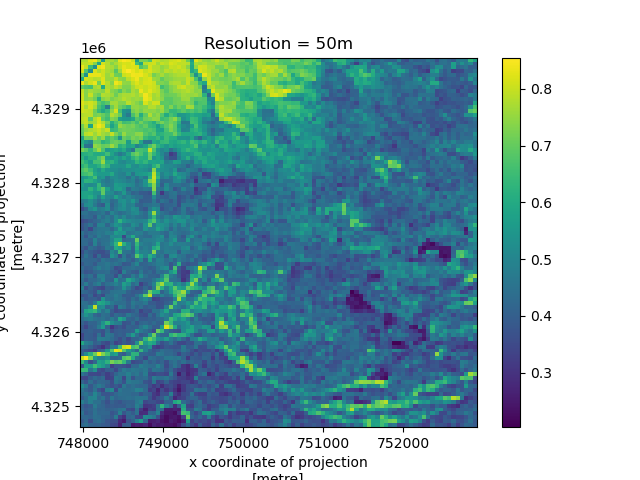 Resolution = 50m
1e6
4.329
4.328
4.327
4.326
4.325
y coordinate of projection
[metre]
748000 749000 750000 751000 752000
x coordinate of projection
[metre]
0.8
0.7
0.6
0.5
0.4
0.3